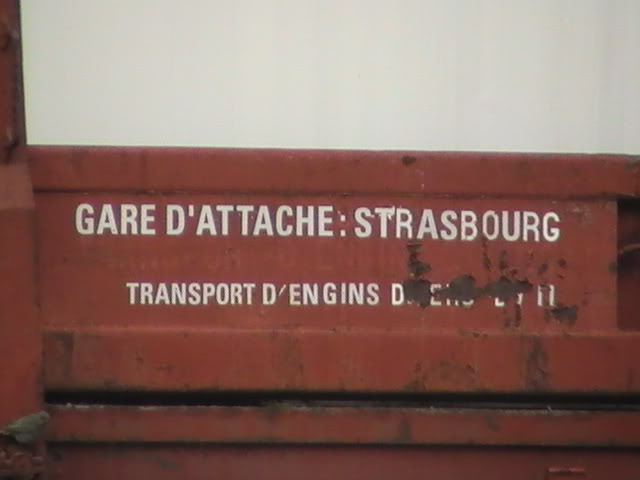 GARE D'ATTACHE: STRASBOURG
TRANSPORT D'ENGINS